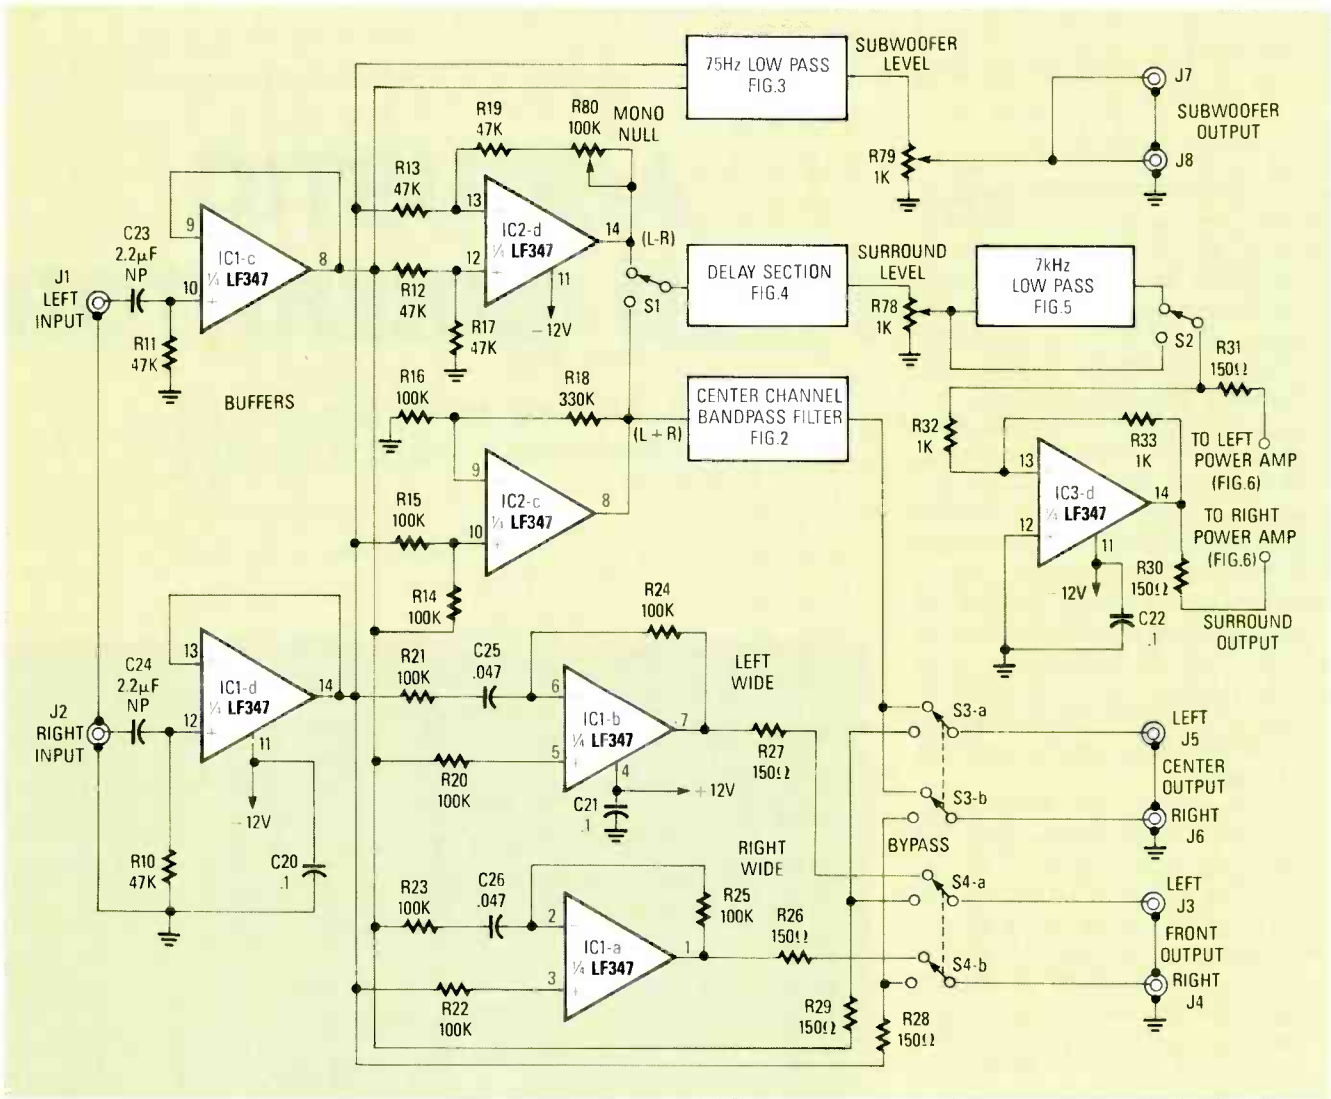 75Hz LOW PASS
FIG.3
SUBWOOFER
LEVEL
J7
SUBWOOFER
OUTPUT
J8
R79
1K
R19
47K
R80
100K
MONO
NULL
R13
47K
13
12
IC2-d
¼ LF347
14
11
−12V
(L-R)
R12
47K
R17
47K
S1
DELAY SECTION
FIG.4
SURROUND
LEVEL
R78
1K
7kHz
LOW PASS
FIG.5
S2
R31
150Ω
J1
LEFT
INPUT
C23
2.2µF
NP
R11
47K
9
10
IC1-c
¼ LF347
8
BUFFERS
R16
100K
R18
330K
(L + R)
CENTER CHANNEL
BANDPASS FILTER
FIG.2
R32
1K
R33
1K
13
12
IC3-d
¼ LF347
14
11
−12V
C22
.1
R30
150Ω
TO LEFT
POWER AMP
(FIG.6)
TO RIGHT
POWER AMP
(FIG.6)
SURROUND
OUTPUT
R15
100K
9
10
IC2-c
¼ LF347
8
R14
100K
J2
RIGHT
INPUT
C24
2.2µF
NP
13
12
IC1-d
¼ LF347
14
11
−12V
R10
47K
C20
.1
R21
100K
C25
.047
R24
100K
6
5
IC1-b
¼ LF347
7
4
+12V
C21
.1
R20
100K
LEFT
WIDE
R27
150Ω
R23
100K
C26
.047
2
3
IC1-a
¼ LF347
1
R25
100K
R22
100K
RIGHT
WIDE
R26
150Ω
R29
150Ω
R28
150Ω
S3-a
S3-b
BYPASS
S4-a
S4-b
LEFT
J5
CENTER
OUTPUT
RIGHT
J6
LEFT
J3
FRONT
OUTPUT
RIGHT
J4